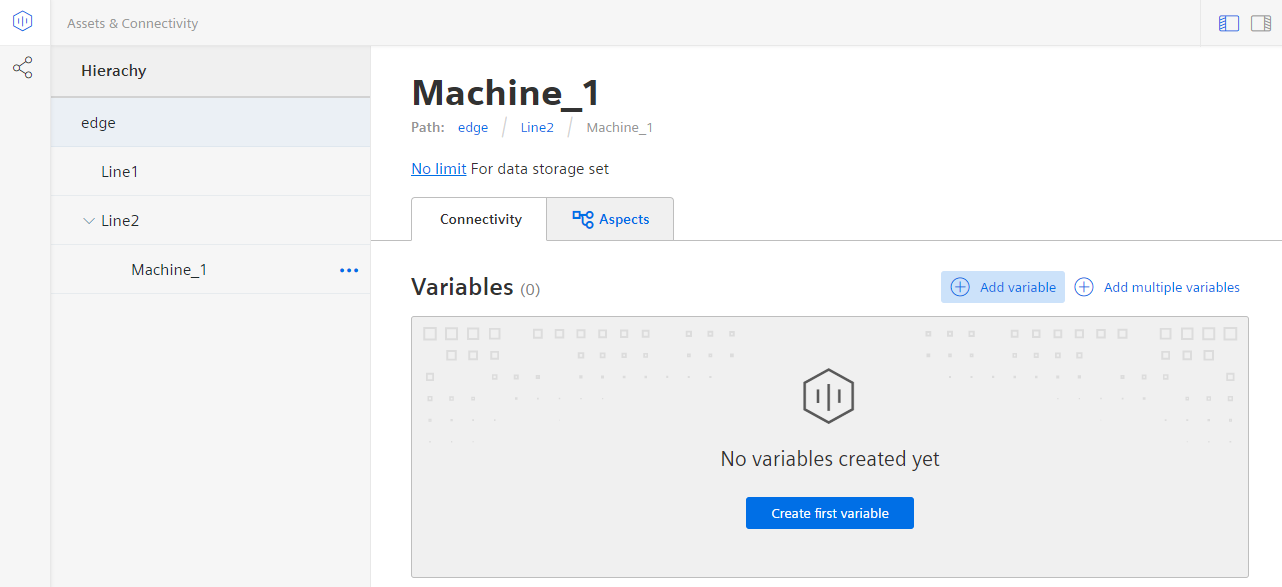 Assets & Connectivity
Hierachy
edge
Line1
Line2
Machine_1
Machine_1
Path: edge Line2 Machine_1
No limit For data storage set
Connectivity Aspects
Variables (0) Add variable Add multiple variables
No variables created yet
Create first variable